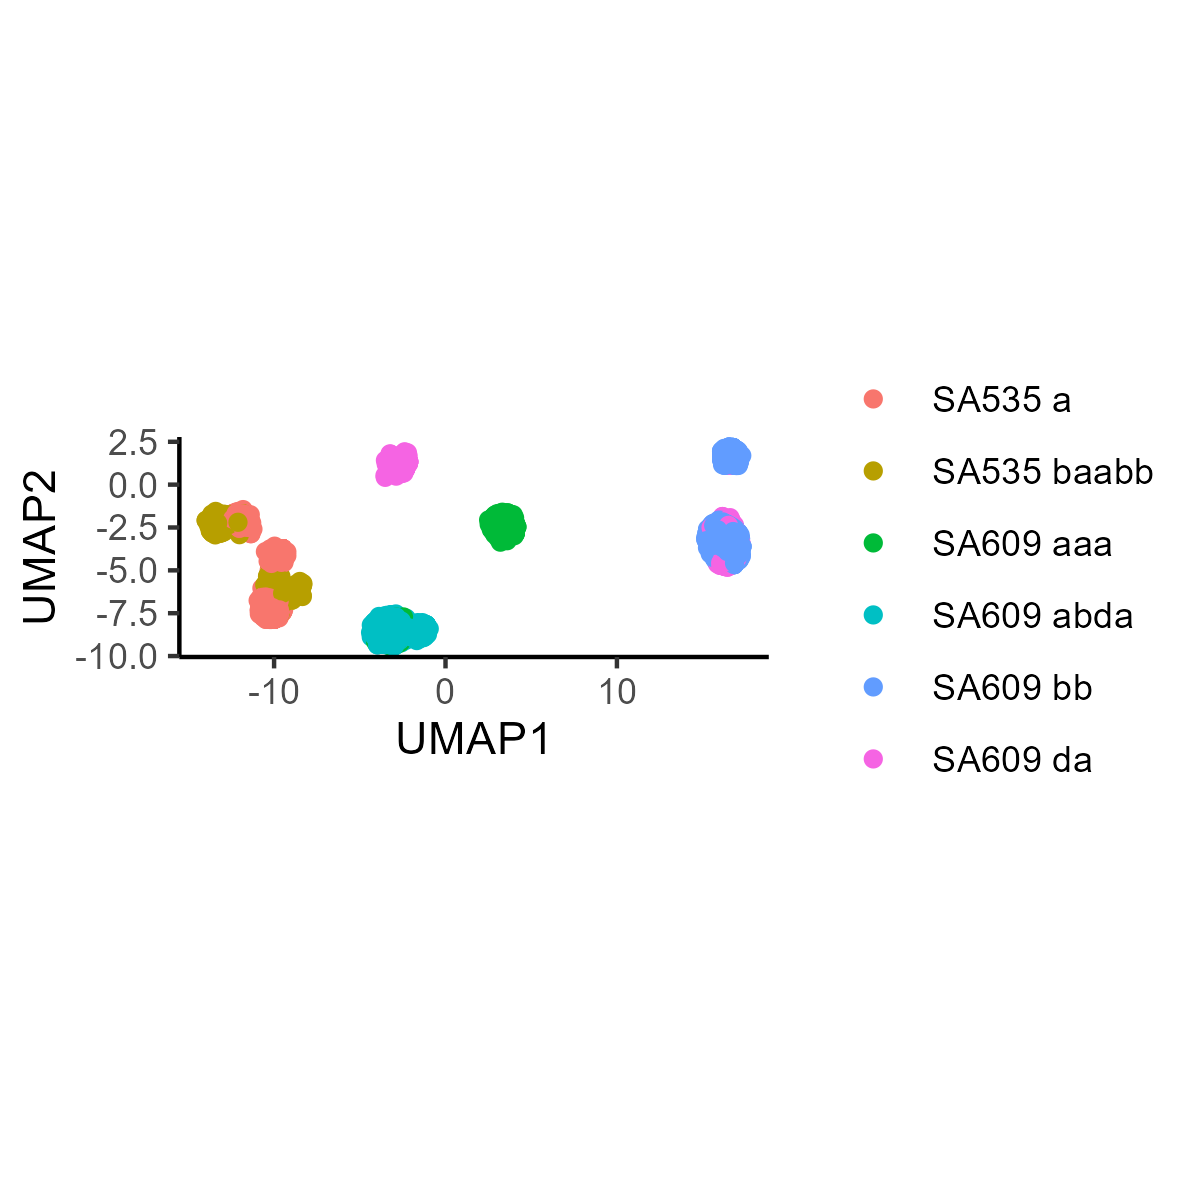 UMAP2
2.5
0.0
-2.5
-5.0
-7.5
-10.0
-10 0 10
UMAP1
SA535 a
SA535 baabb
SA609 aaa
SA609 abda
SA609 bb
SA609 da